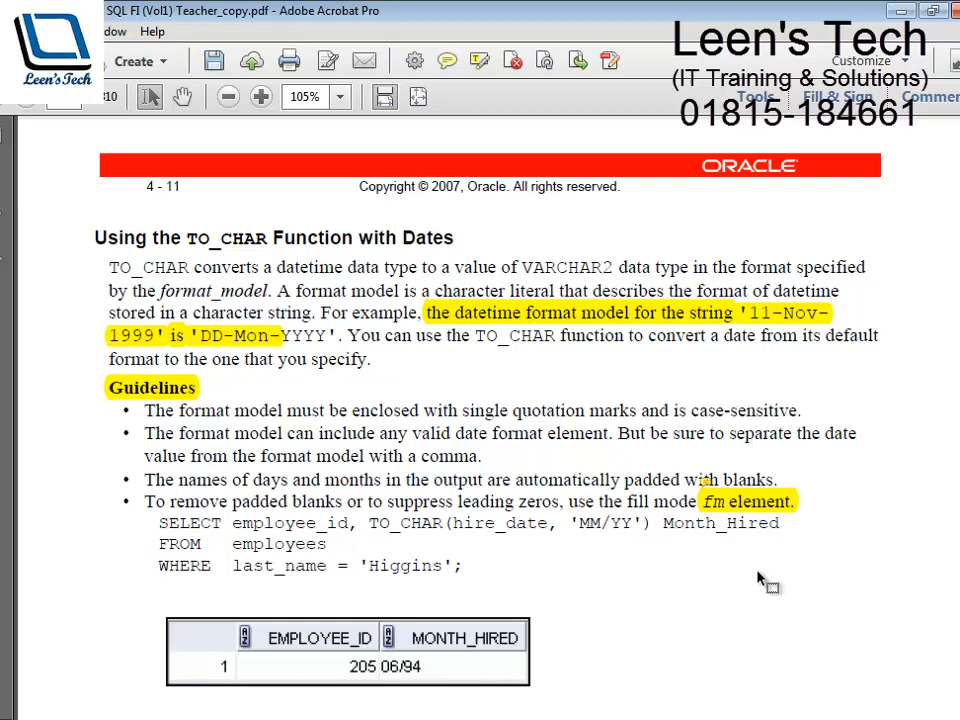 SQL FI (Vol1) Teacher_copy.pdf - Adobe Acrobat Pro
Leen's Tech
(IT Training & Solutions)
01815-184661
Leen's Tech
dow Help
Create
Customize
105%
Tools Fill & Sign
ORACLE
4 - 11 Copyright © 2007, Oracle. All rights reserved.
Using the TO_CHAR Function with Dates
TO_CHAR converts a datetime data type to a value of VARCHAR2 data type in the format specified
by the format_model. A format model is a character literal that describes the format of datetime
stored in a character string. For example, the datetime format model for the string '11-Nov-
1999' is 'DD-Mon-YYYY'. You can use the TO_CHAR function to convert a date from its default
format to the one that you specify.
Guidelines
• The format model must be enclosed with single quotation marks and is case-sensitive.
• The format model can include any valid date format element. But be sure to separate the date
value from the format model with a comma.
• The names of days and months in the output are automatically padded with blanks.
• To remove padded blanks or to suppress leading zeros, use the fill mode fm element.
SELECT employee_id, TO_CHAR(hire_date, 'MM/YY') Month_Hired
FROM employees
WHERE last_name = 'Higgins';
EMPLOYEE_ID MONTH_HIRED
1 205 06/94